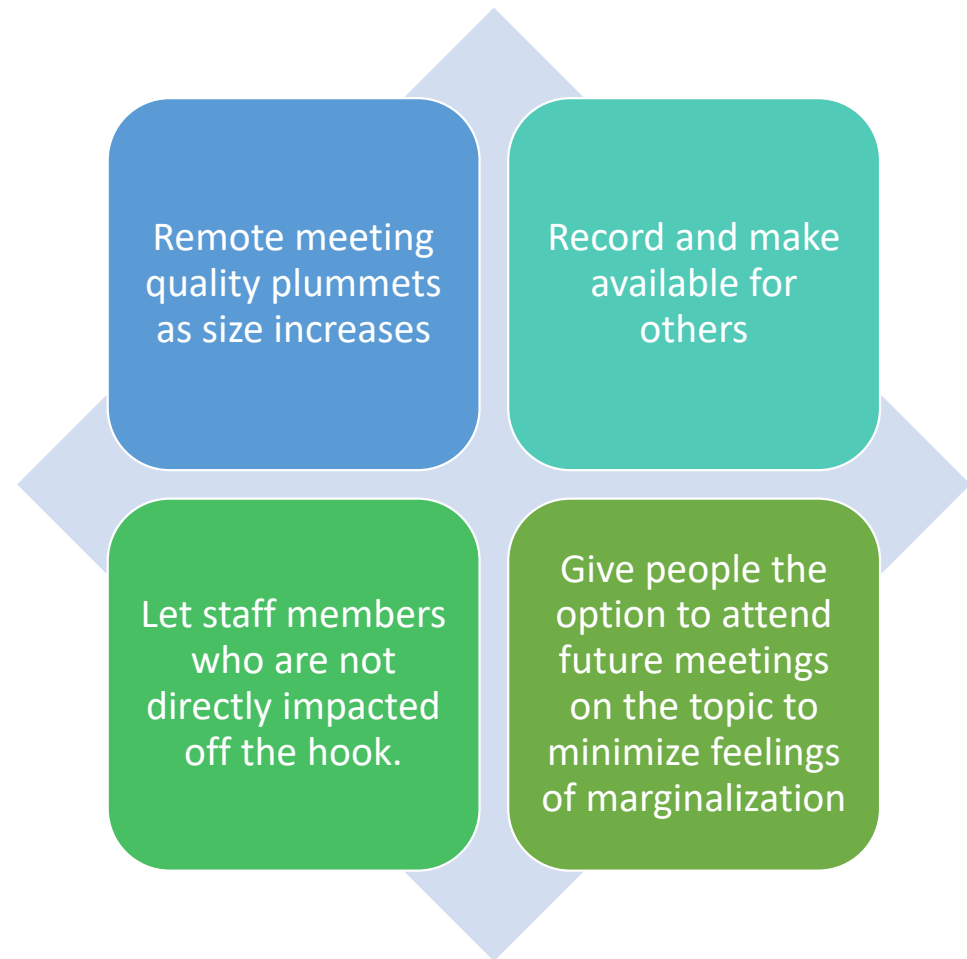 Remote meeting
quality plummets
as size increases
Record and make
available for
others
Let staff members
who are not
directly impacted
off the hook.
Give people the
option to attend
future meetings
on the topic to
minimize feelings
of marginalization